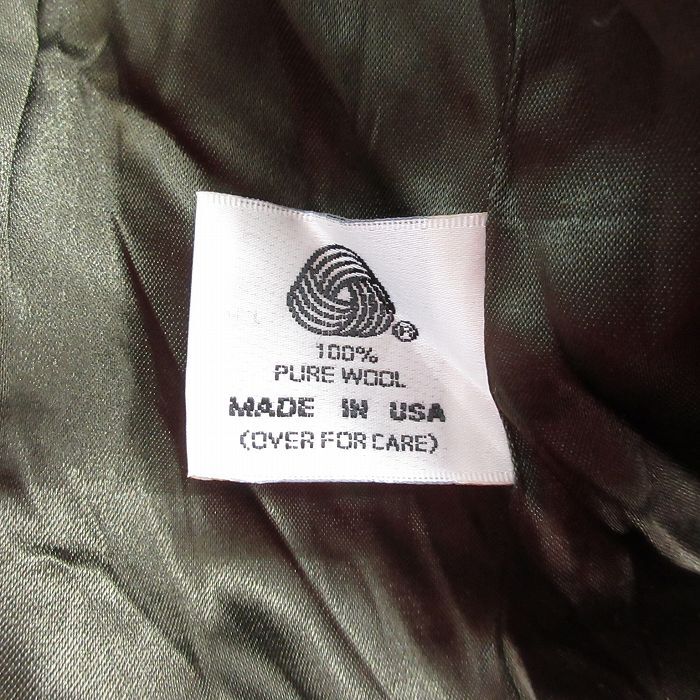 ®
100%
PURE WOOL
MADE IN USA
(OVER FOR CARE)